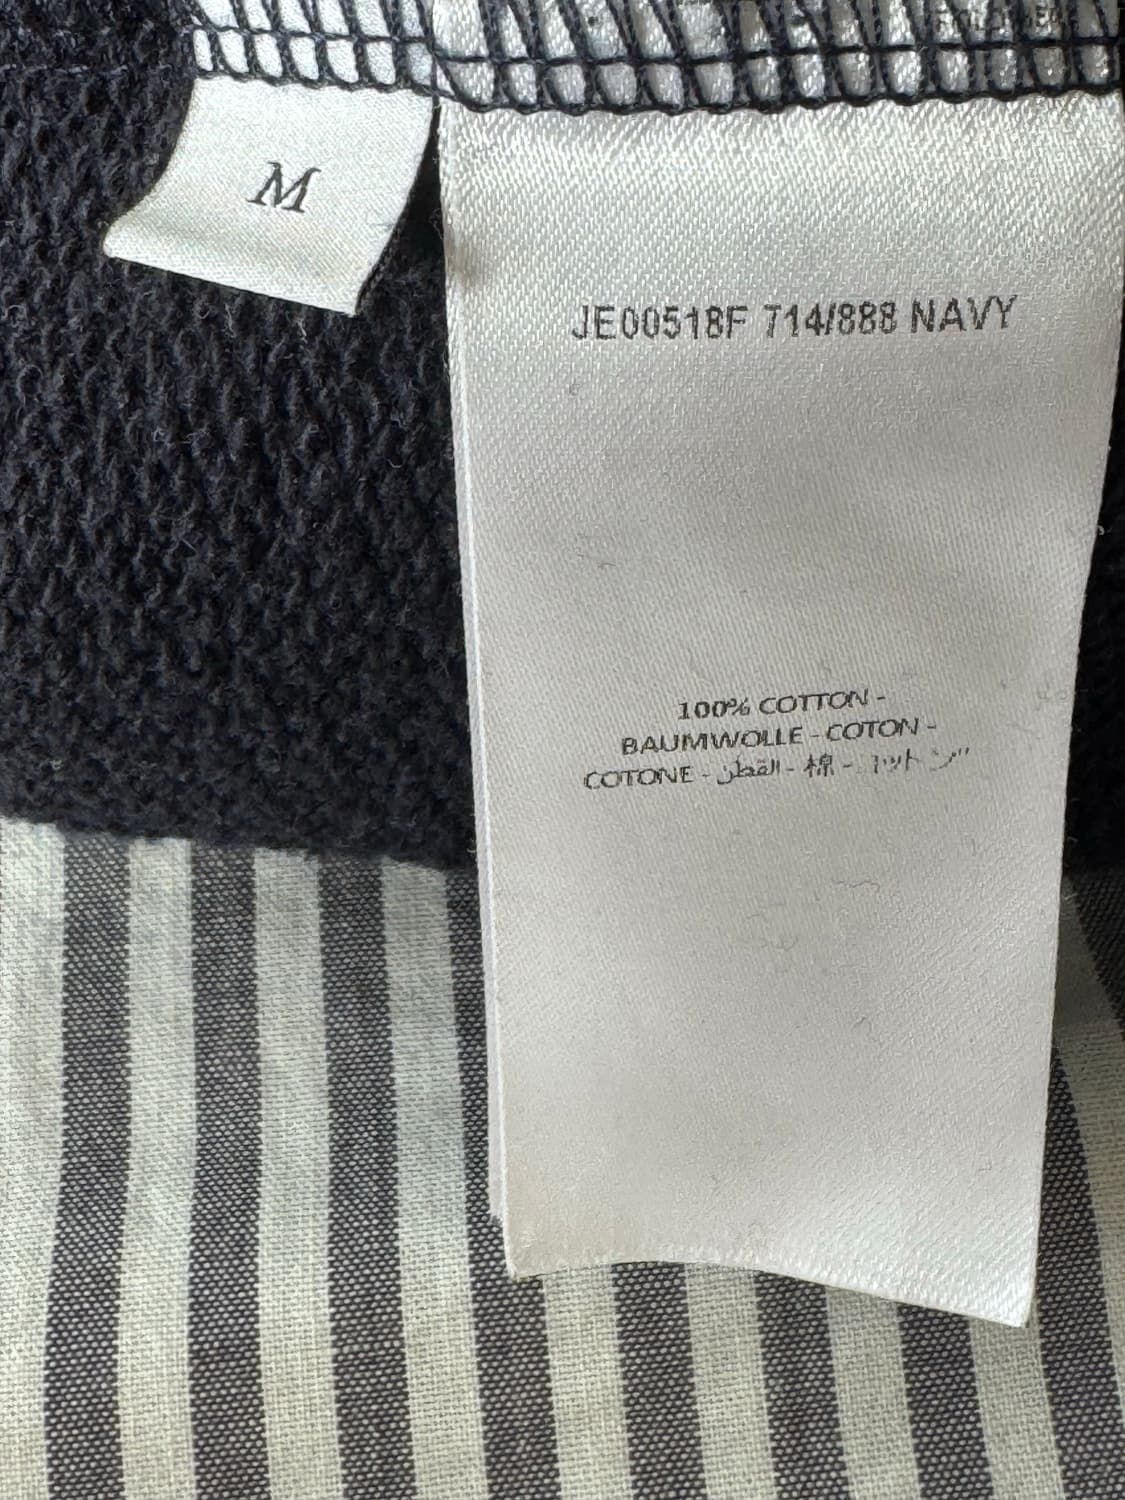 M
JE00518F 714/888 NAVY
100% COTTON -
BAUMWOLLE - COTON -
COTONE - القطن - 棉 - コットン